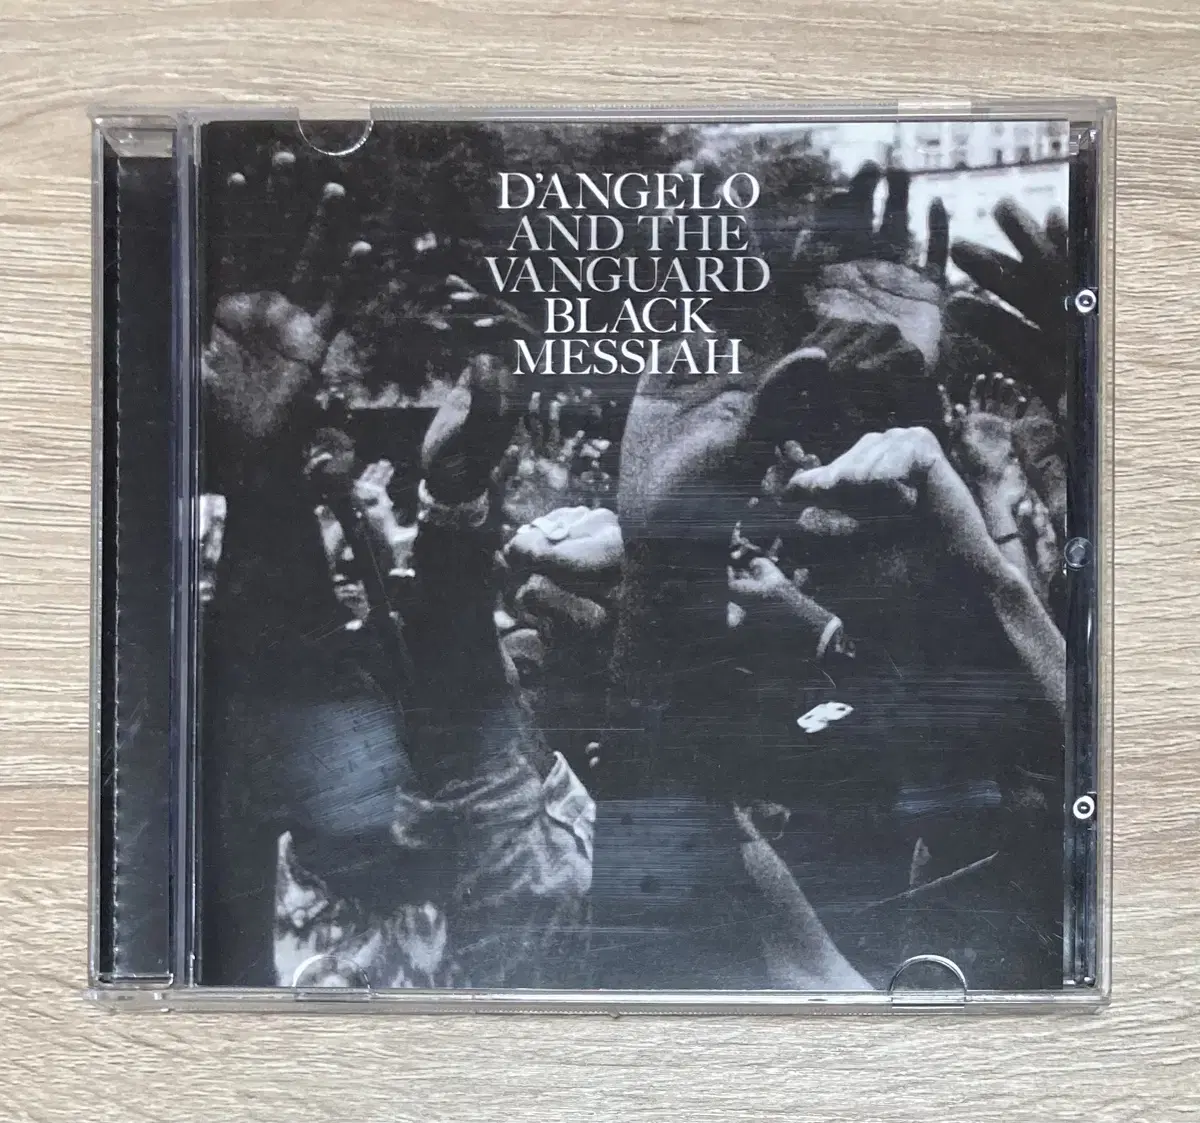 D'ANGELO
AND THE
VANGUARD
BLACK
MESSIAH